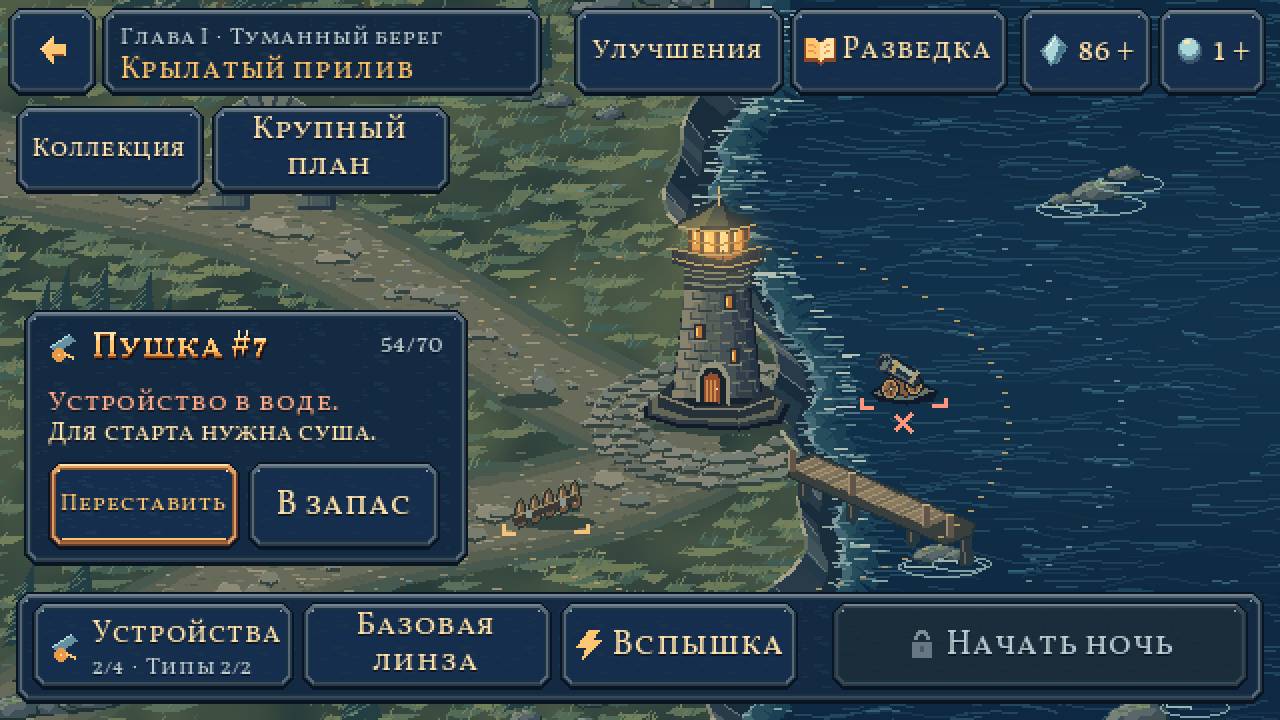 Глава I · Туманный берег
Крылатый прилив
Улучшения
Разведка
86 +
1 +
Коллекция
Крупный
план
Пушка #7
54/70
Устройство в воде.
Для старта нужна суша.
Переставить
В запас
Устройства
2/4 · Типы 2/2
Базовая
линза
Вспышка
Начать ночь